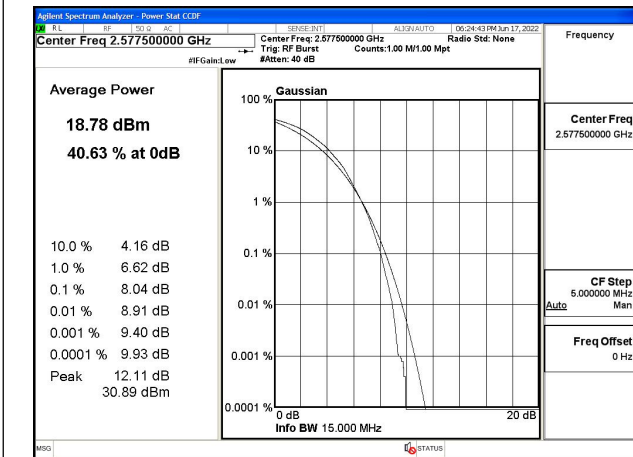 Agilent Spectrum Analyzer - Power Stat CCDF
RL RF 50 Ω AC SENSE:INT ALIGN AUTO 06:24:43 PM Jun 17, 2022
Center Freq 2.577500000 GHz
Center Freq: 2.577500000 GHz Radio Std: None
Trig: RF Burst Counts:1.00 M/1.00 Mpt
#IFGain:Low #Atten: 40 dB
Frequency
Average Power
18.78 dBm
40.63 % at 0dB
10.0 % 4.16 dB
1.0 % 6.62 dB
0.1 % 8.04 dB
0.01 % 8.91 dB
0.001 % 9.40 dB
0.0001 % 9.93 dB
Peak 12.11 dB
30.89 dBm
Gaussian
100 %
10 %
1 %
0.1 %
0.01 %
0.001 %
0.0001 %
0 dB 20 dB
Info BW 15.000 MHz
Center Freq
2.577500000 GHz
CF Step
5.000000 MHz
Auto Man
Freq Offset
0 Hz
MSG STATUS